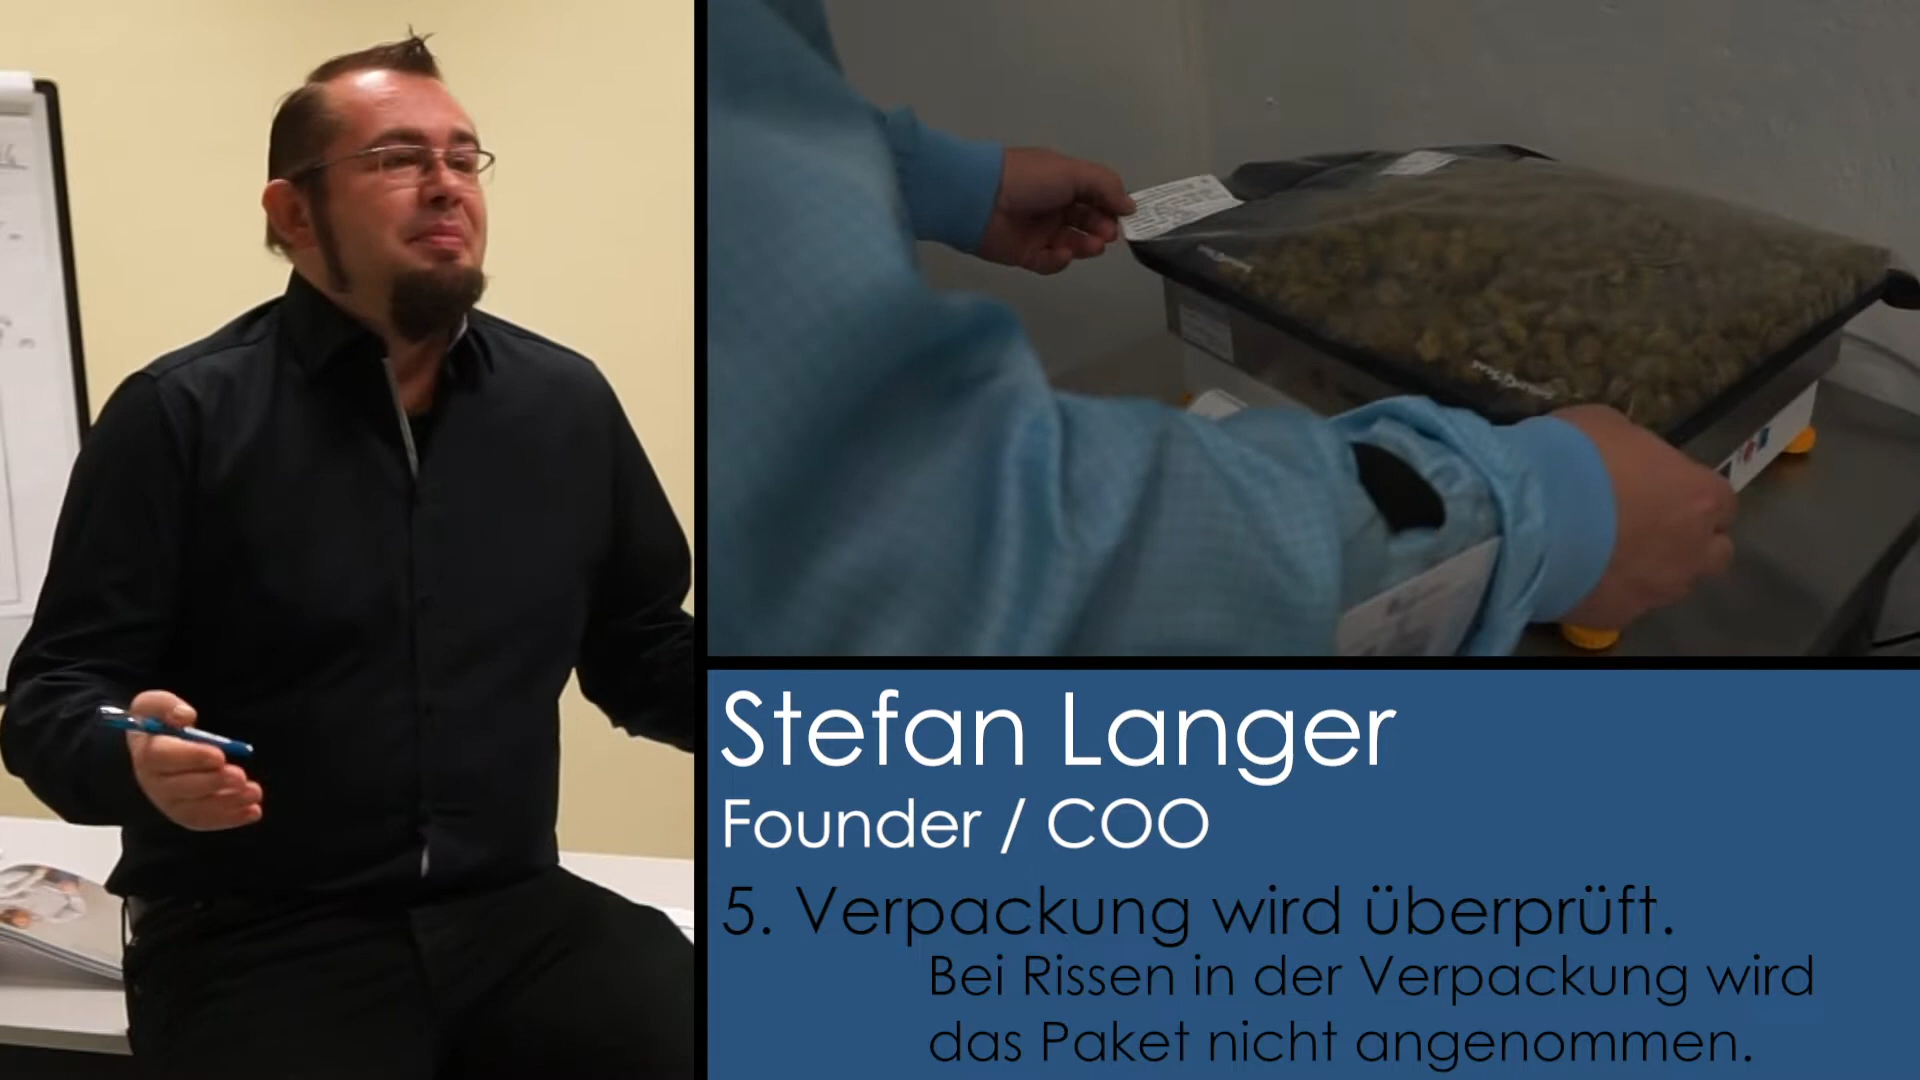 Stefan Langer
Founder / COO
5. Verpackung wird überprüft.
Bei Rissen in der Verpackung wird
das Paket nicht angenommen.